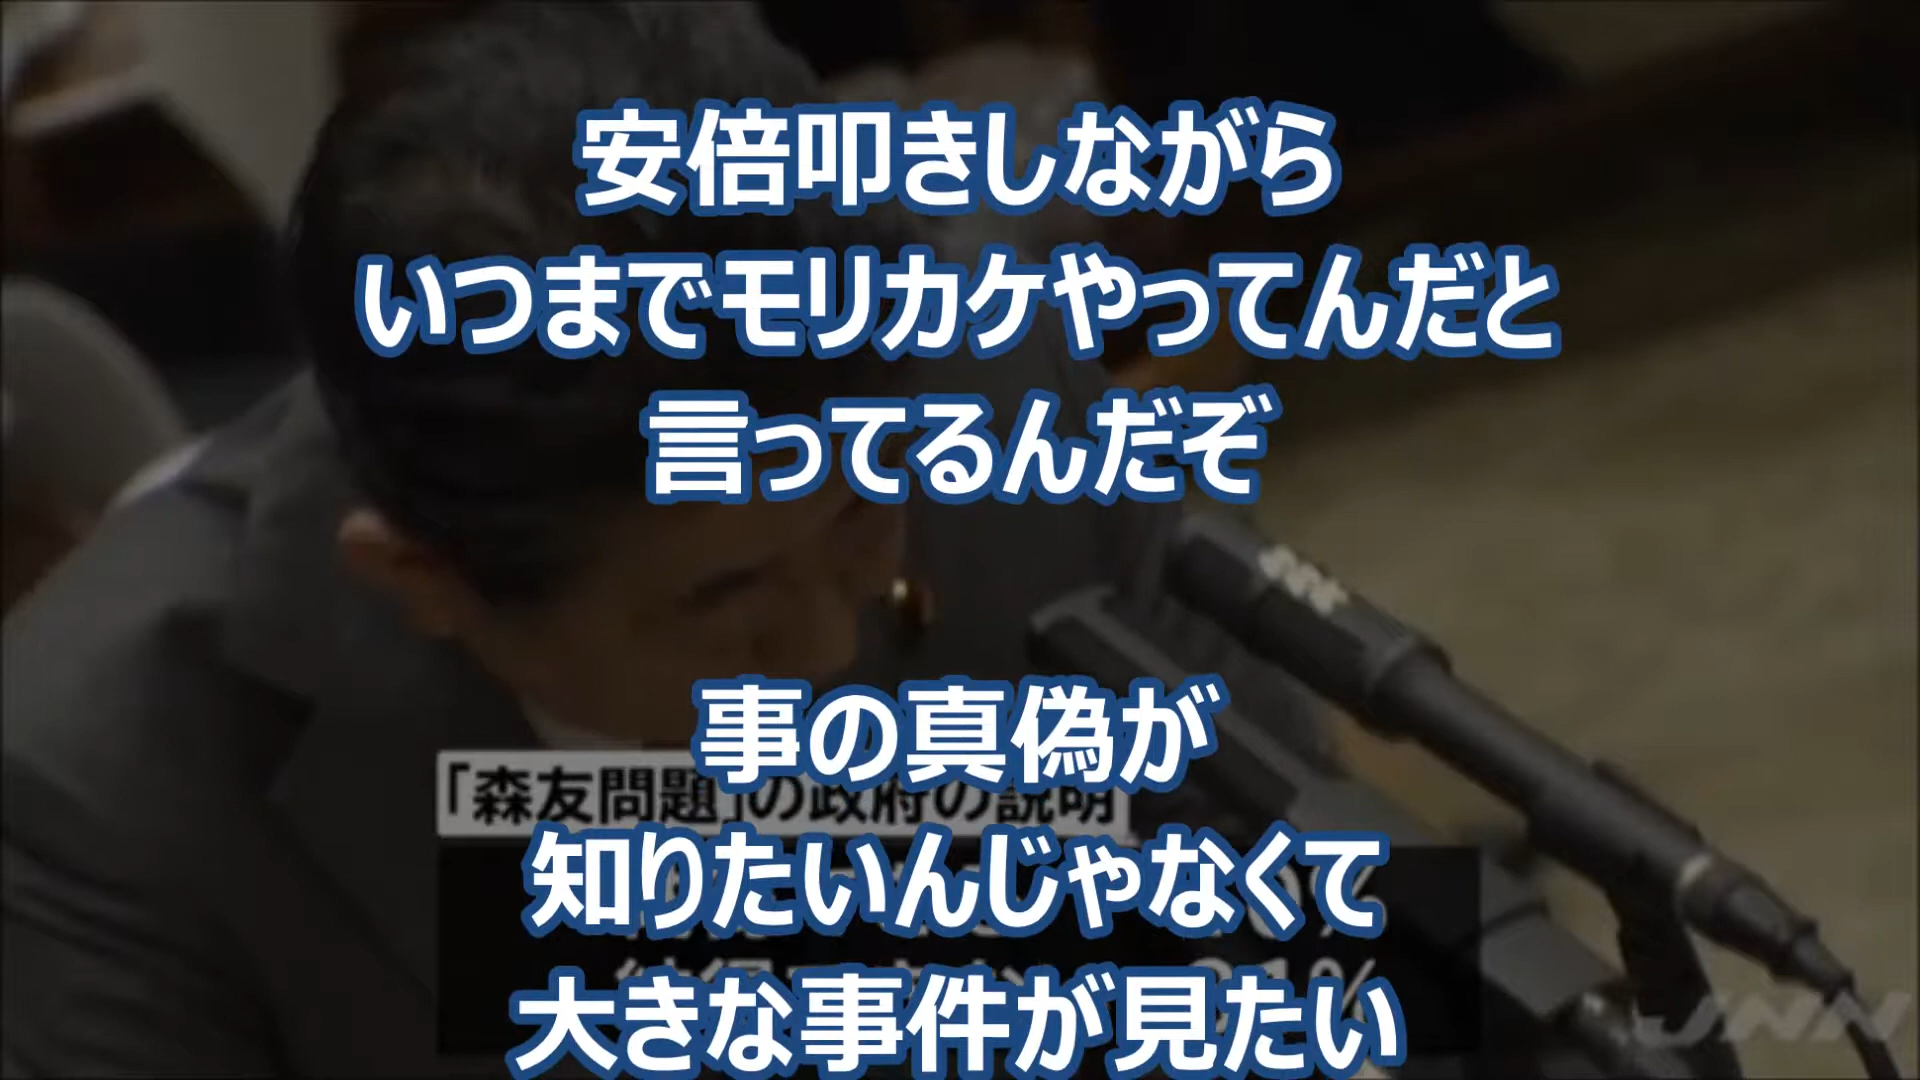 安倍叩きしながら
いつまでモリカケやってんだと
言ってるんだぞ
事の真偽が
「森友問題」の政府の説明
知りたいんじゃなくて
大きな事件が見たい
JNN